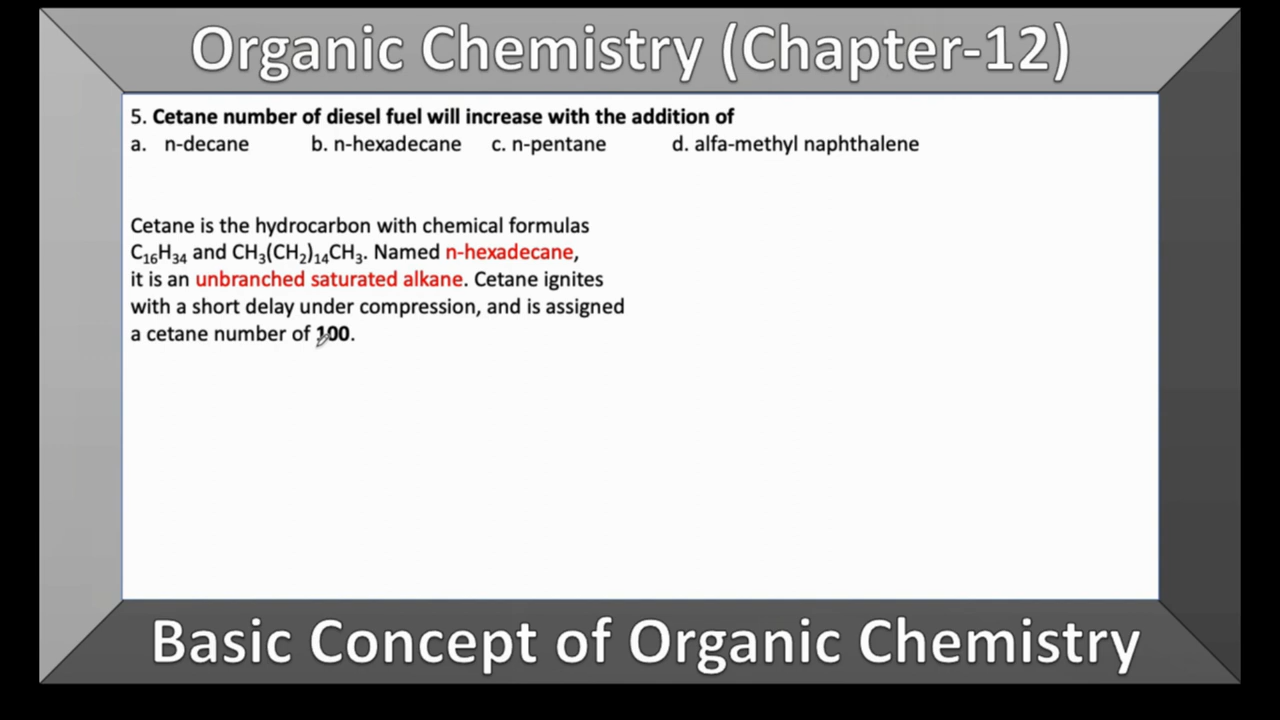 Organic Chemistry (Chapter-12)
5. Cetane number of diesel fuel will increase with the addition of
a. n-decane b. n-hexadecane c. n-pentane d. alfa-methyl naphthalene
Cetane is the hydrocarbon with chemical formulas
C₁₆H₃₄ and CH₃(CH₂)₁₄CH₃. Named n-hexadecane,
it is an unbranched saturated alkane. Cetane ignites
with a short delay under compression, and is assigned
a cetane number of 100.
Basic Concept of Organic Chemistry